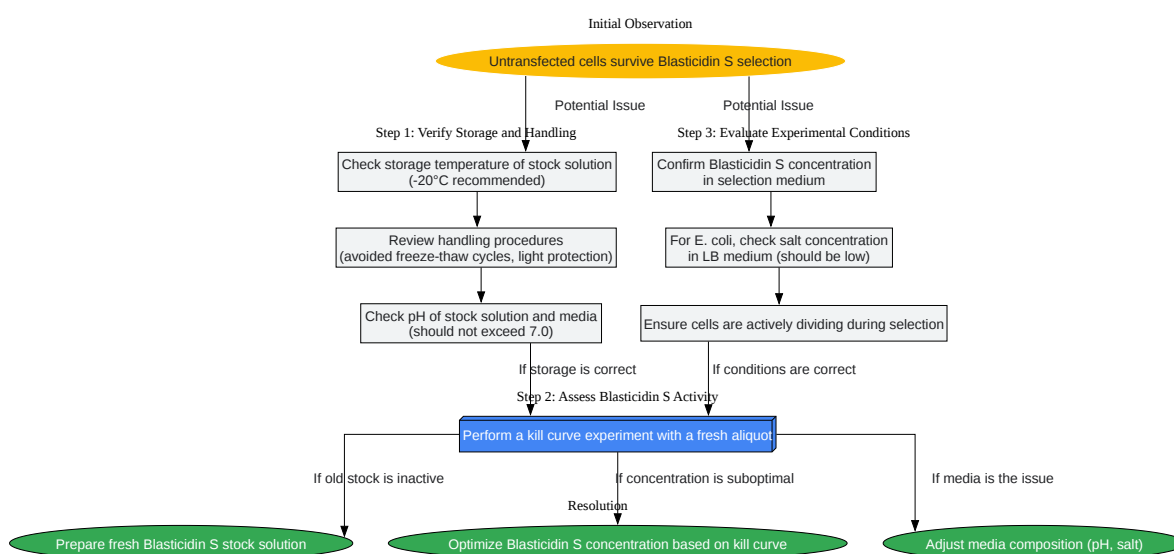 Initial Observation
Untransfected cells survive Blasticidin S selection
Potential Issue
Potential Issue
Step 1: Verify Storage and Handling
Step 3: Evaluate Experimental Conditions
Check storage temperature of stock solution
(-20°C recommended)
Confirm Blasticidin S concentration
in selection medium
Review handling procedures
(avoided freeze-thaw cycles, light protection)
For E. coli, check salt concentration
in LB medium (should be low)
Check pH of stock solution and media
(should not exceed 7.0)
Ensure cells are actively dividing during selection
If storage is correct
If conditions are correct
Step 2: Assess Blasticidin S Activity
Perform a kill curve experiment with a fresh aliquot
If old stock is inactive
If concentration is suboptimal
If media is the issue
Resolution
Prepare fresh Blasticidin S stock solution
Optimize Blasticidin S concentration based on kill curve
Adjust media composition (pH, salt)